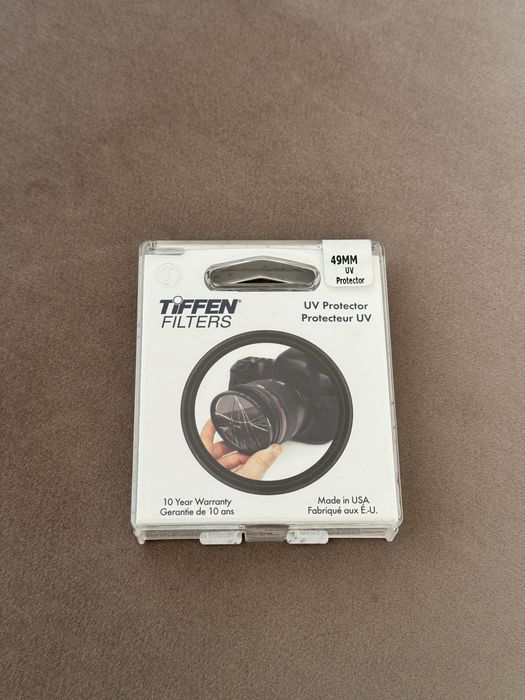 49MM
UV
Protector
TiFFEN®
FILTERS
UV Protector
Protecteur UV
10 Year Warranty
Gerantie de 10 ans
Made in USA
Fabriqué aux É.-U.